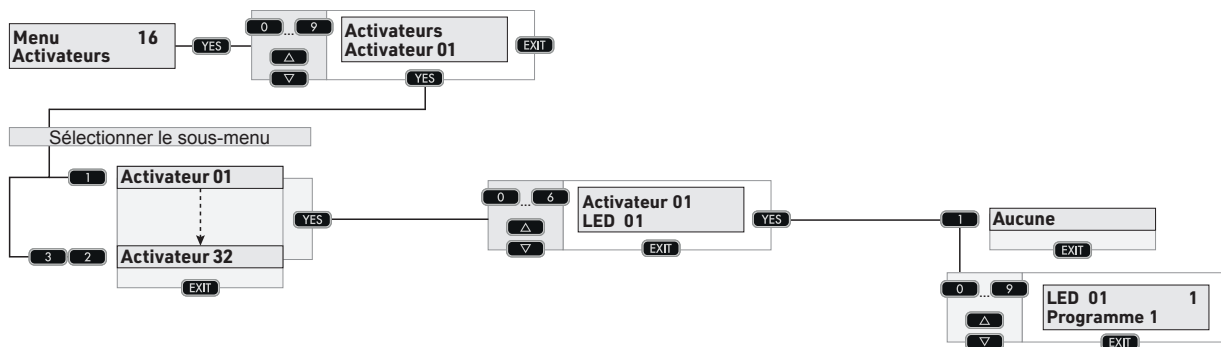 Menu 16
Activateurs
YES
0 ... 9
Activateurs
Activateur 01
EXIT
YES
Sélectionner le sous-menu
1
Activateur 01
YES
3 2
Activateur 32
EXIT
0 ... 6
Activateur 01
LED 01
YES
EXIT
1
Aucune
EXIT
0 ... 9
LED 01 1
Programme 1
EXIT